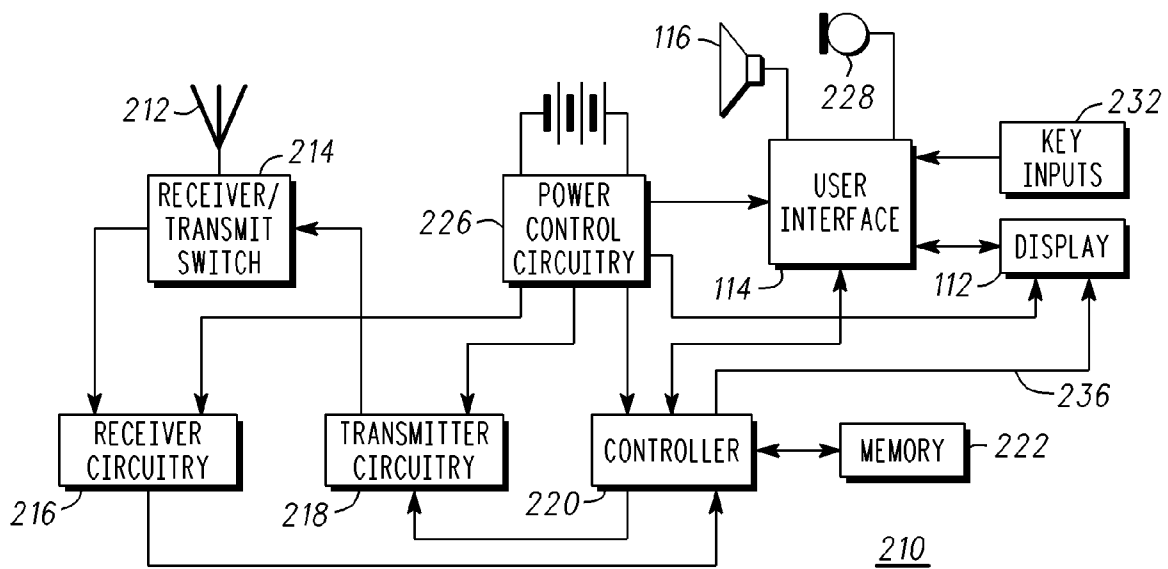 116
228
212
214
RECEIVER/
TRANSMIT
SWITCH
226
POWER
CONTROL
CIRCUITRY
USER
INTERFACE
114
232
KEY
INPUTS
DISPLAY
112
236
RECEIVER
CIRCUITRY
216
TRANSMITTER
CIRCUITRY
218
CONTROLLER
220
MEMORY
222
210